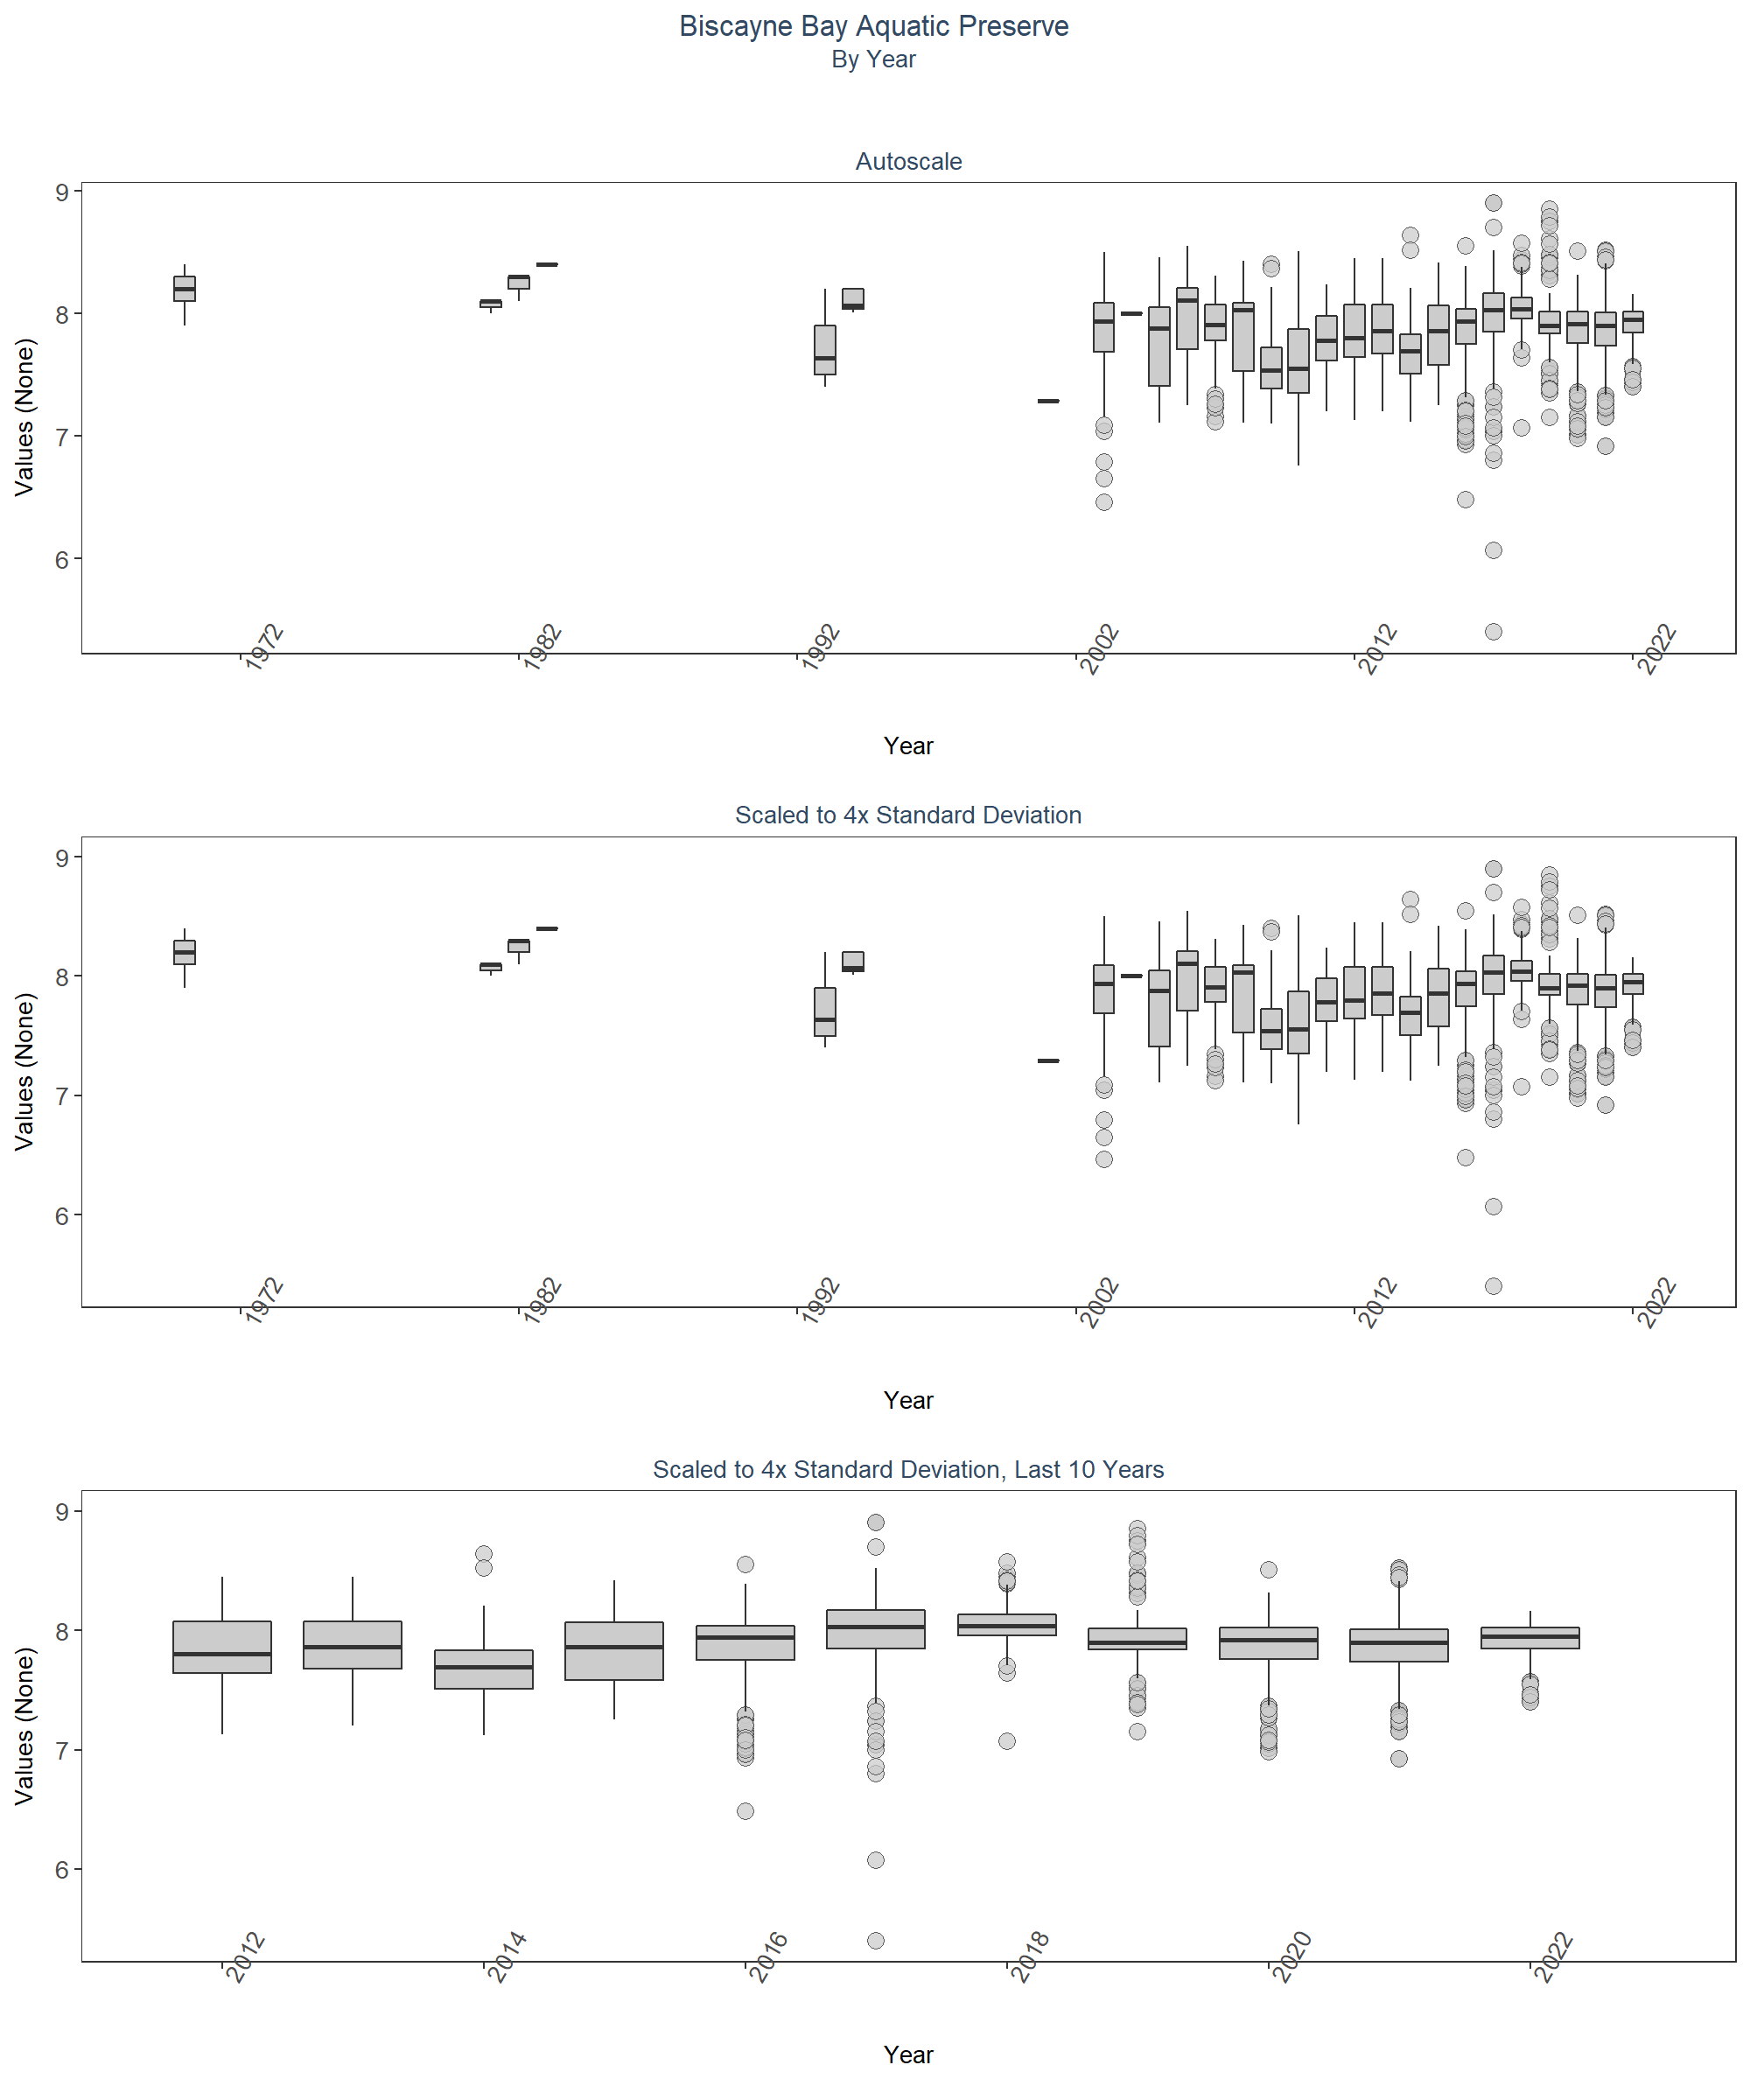 Biscayne Bay Aquatic Preserve
By Year
Autoscale
9
8
7
6
Values (None)
1972 1982 1992 2002 2012 2022
Year
Scaled to 4x Standard Deviation
9
8
7
6
Values (None)
1972 1982 1992 2002 2012 2022
Year
Scaled to 4x Standard Deviation, Last 10 Years
9
8
7
6
Values (None)
2012 2014 2016 2018 2020 2022
Year